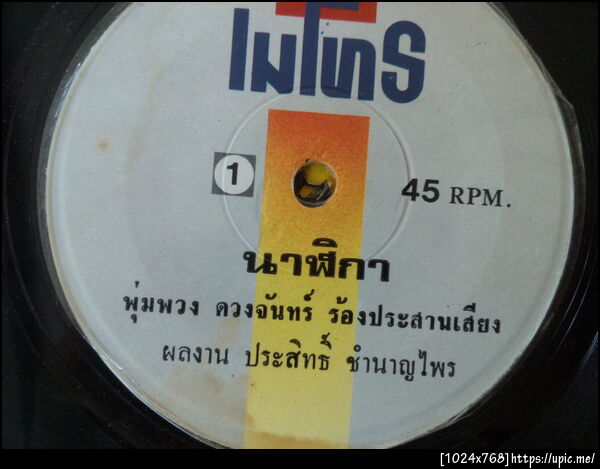 เมโทร
1
45 RPM.
นาฬิกา
พุ่มพวง ดวงจันทร์ ร้องประสานเสียง
ผลงาน ประสิทธิ์ ชำนาญไพร
[1024x768]https://upic.me/